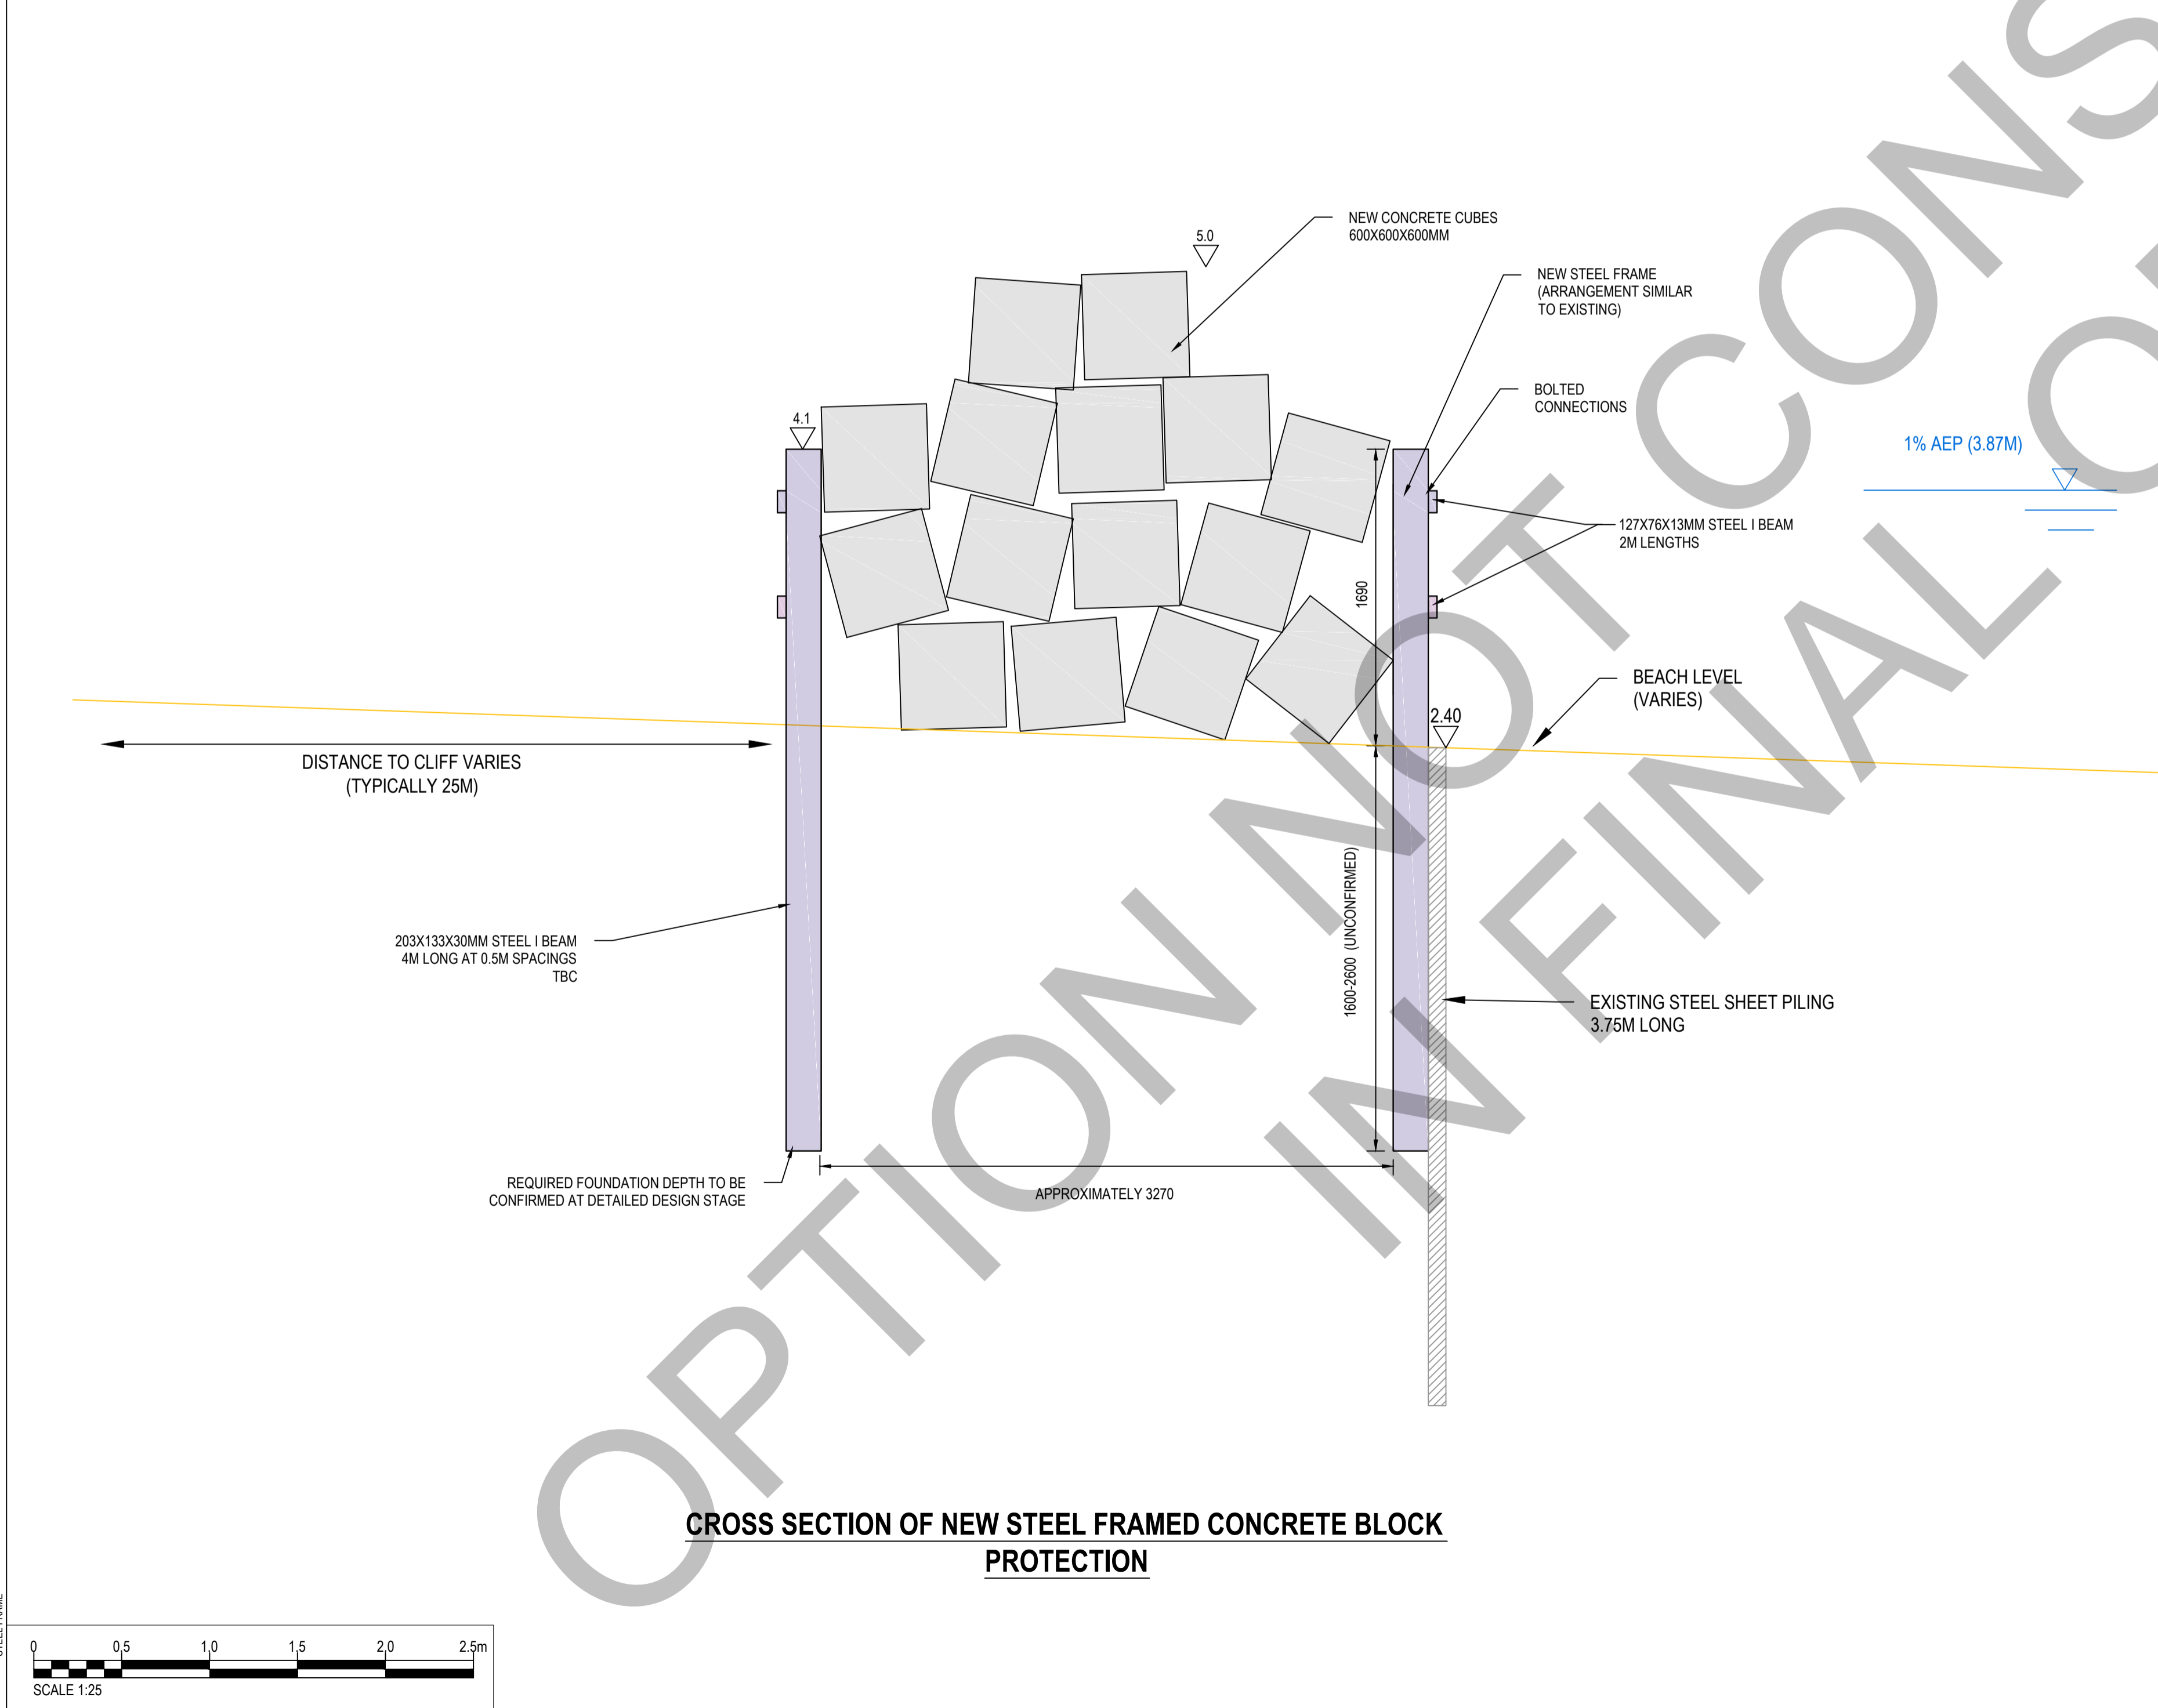 5.0
NEW CONCRETE CUBES
600X600X600MM
NEW STEEL FRAME
(ARRANGEMENT SIMILAR
TO EXISTING)
BOLTED
CONNECTIONS
4.1
1% AEP (3.87M)
127X76X13MM STEEL I BEAM
2M LENGTHS
1690
BEACH LEVEL
(VARIES)
2.40
DISTANCE TO CLIFF VARIES
(TYPICALLY 25M)
1600-2600 (UNCONFIRMED)
203X133X30MM STEEL I BEAM
4M LONG AT 0.5M SPACINGS
TBC
EXISTING STEEL SHEET PILING
3.75M LONG
REQUIRED FOUNDATION DEPTH TO BE
CONFIRMED AT DETAILED DESIGN STAGE
APPROXIMATELY 3270
OPTION NOT CONS
IN FINAL
CROSS SECTION OF NEW STEEL FRAMED CONCRETE BLOCK
PROTECTION
0 0.5 1.0 1.5 2.0 2.5m
SCALE 1:25